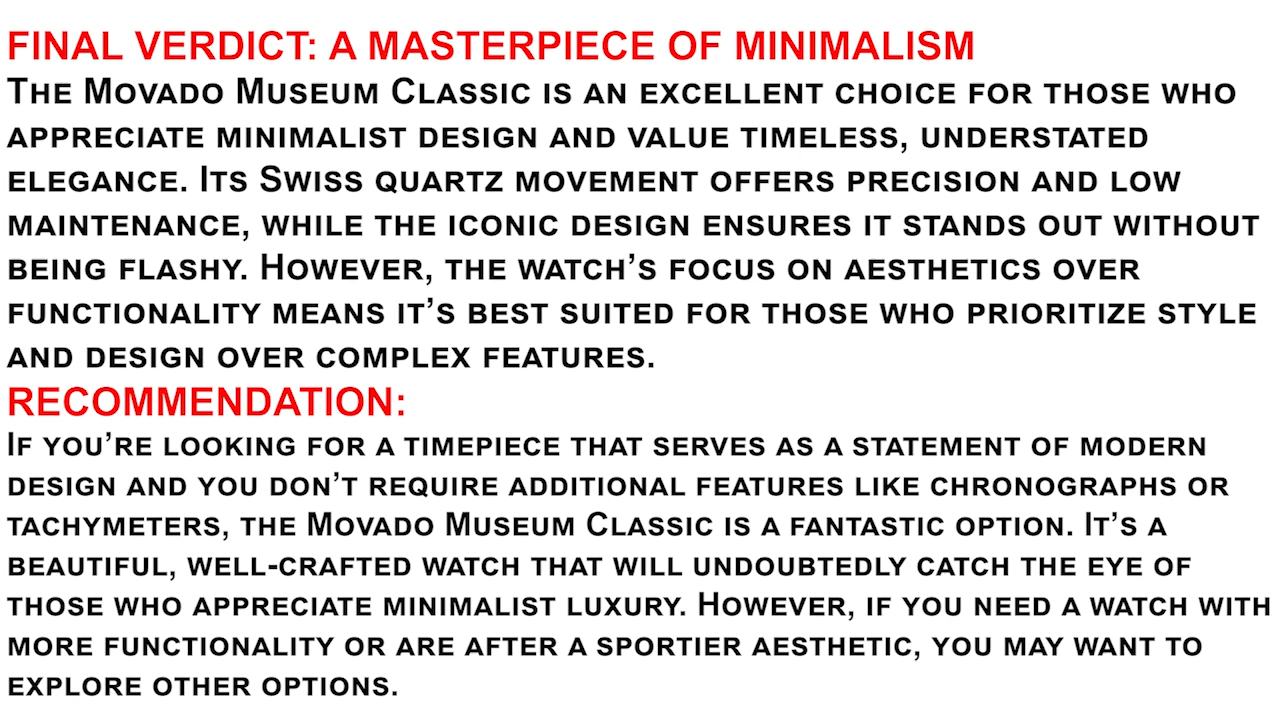 FINAL VERDICT: A MASTERPIECE OF MINIMALISM
The Movado Museum Classic is an excellent choice for those who
appreciate minimalist design and value timeless, understated
elegance. Its Swiss quartz movement offers precision and low
maintenance, while the iconic design ensures it stands out without
being flashy. However, the watch’s focus on aesthetics over
functionality means it’s best suited for those who prioritize style
and design over complex features.
RECOMMENDATION:
If you’re looking for a timepiece that serves as a statement of modern
design and you don’t require additional features like chronographs or
tachymeters, the Movado Museum Classic is a fantastic option. It’s a
beautiful, well-crafted watch that will undoubtedly catch the eye of
those who appreciate minimalist luxury. However, if you need a watch with
more functionality or are after a sportier aesthetic, you may want to
explore other options.